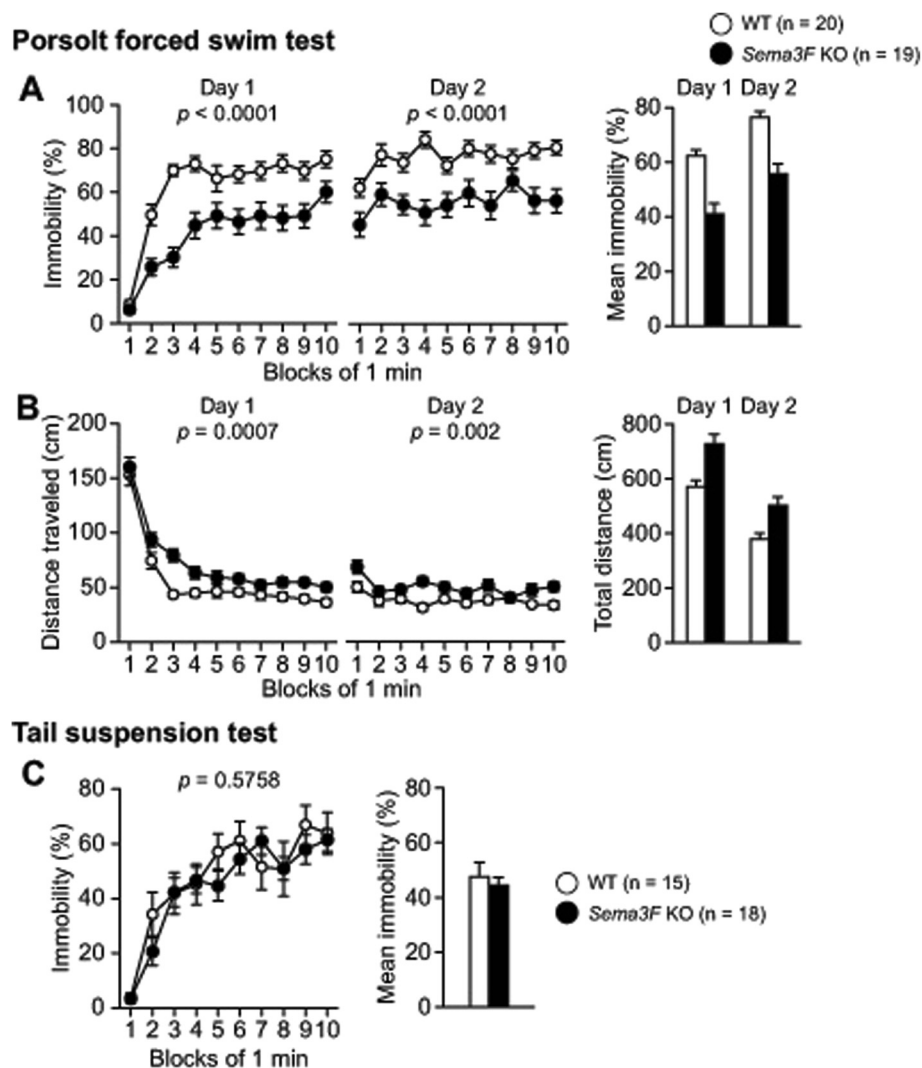 Porsolt forced swim test
WT (n = 20)
Sema3F KO (n = 19)
A
Day 1
p < 0.0001
Day 2
p < 0.0001
Immobility (%)
100
80
60
40
20
0
1 2 3 4 5 6 7 8 9 10
1 2 3 4 5 6 7 8 9 10
Blocks of 1 min
Day 1 Day 2
Mean immobility (%)
80
60
40
20
0
B
Day 1
p = 0.0007
Day 2
p = 0.002
Distance traveled (cm)
200
150
100
50
0
1 2 3 4 5 6 7 8 9 10
1 2 3 4 5 6 7 8 9 10
Blocks of 1 min
Day 1 Day 2
Total distance (cm)
800
600
400
200
0
Tail suspension test
C
p = 0.5758
Immobility (%)
80
60
40
20
0
1 2 3 4 5 6 7 8 9 10
Blocks of 1 min
Mean immobility (%)
80
60
40
20
0
WT (n = 15)
Sema3F KO (n = 18)